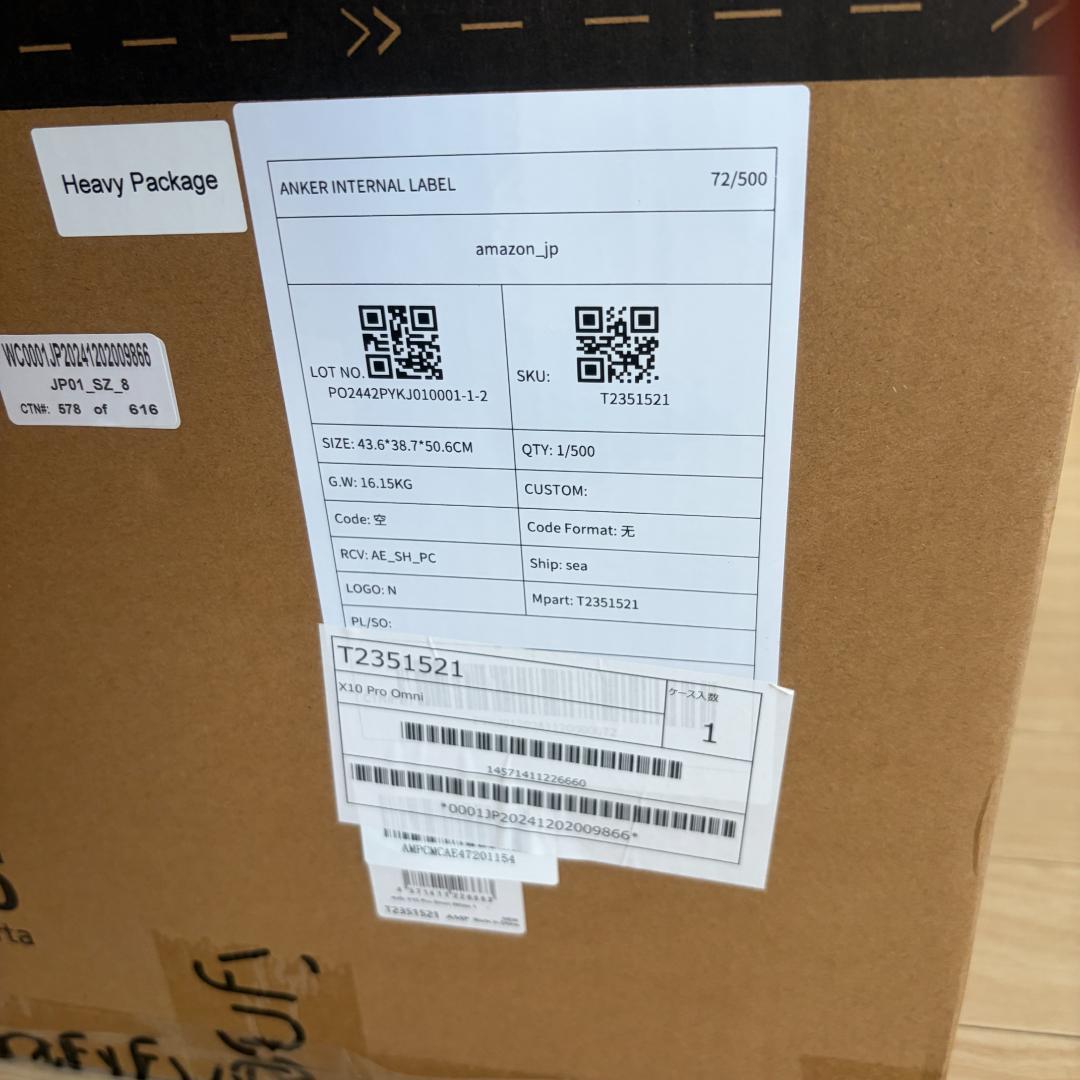 Heavy Package
ANKER INTERNAL LABEL 72/500
amazon_jp
LOT NO.
PO2442PYKJ010001-1-2
SKU:
T2351521
SIZE: 43.6*38.7*50.6CM
QTY: 1/500
G.W: 16.15KG
CUSTOM:
Code: 空
Code Format: 无
RCV: AE_SH_PC
Ship: sea
LOGO: N
Mpart: T2351521
PL/SO:
WC0001JP20241202009866
JP01_SZ_8
CTN#: 578 of 616
T2351521
X10 Pro Omni
ケース入数
1
14571411226660
*0001JP20241202009866*
AMPCMCAE47201154
T2351521
rta